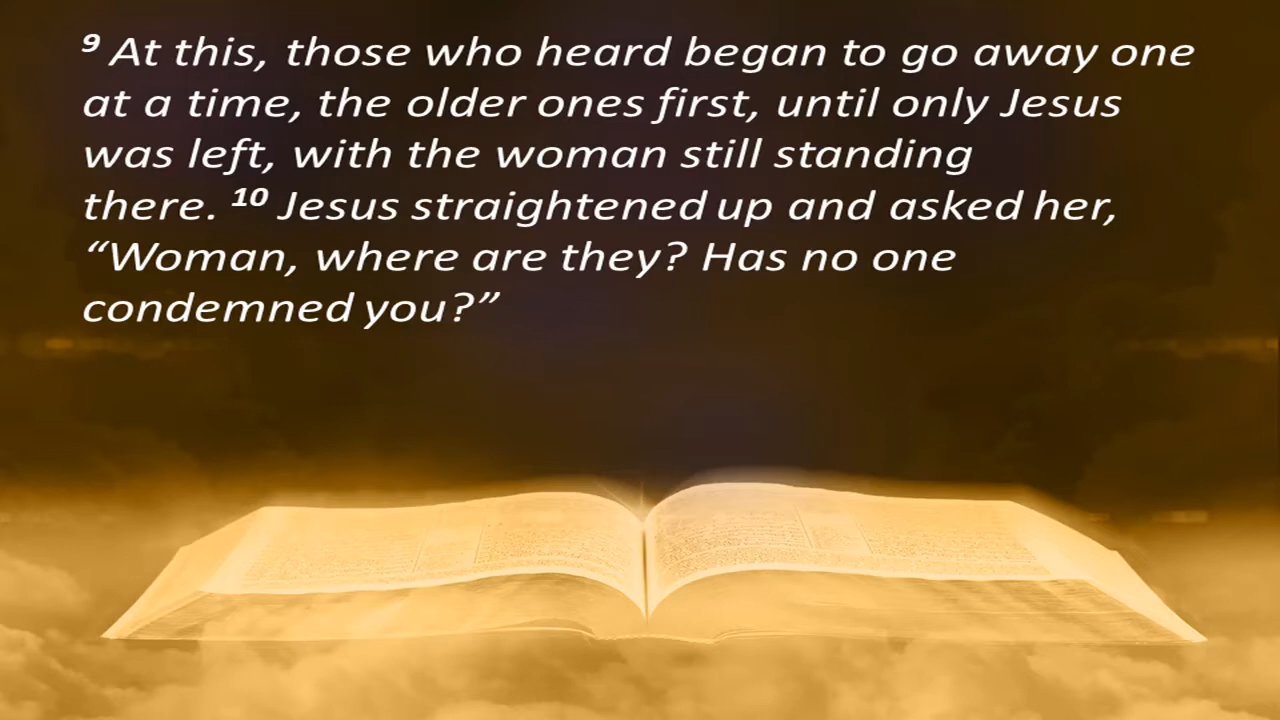 9 At this, those who heard began to go away one
at a time, the older ones first, until only Jesus
was left, with the woman still standing
there. 10 Jesus straightened up and asked her,
“Woman, where are they? Has no one
condemned you?”